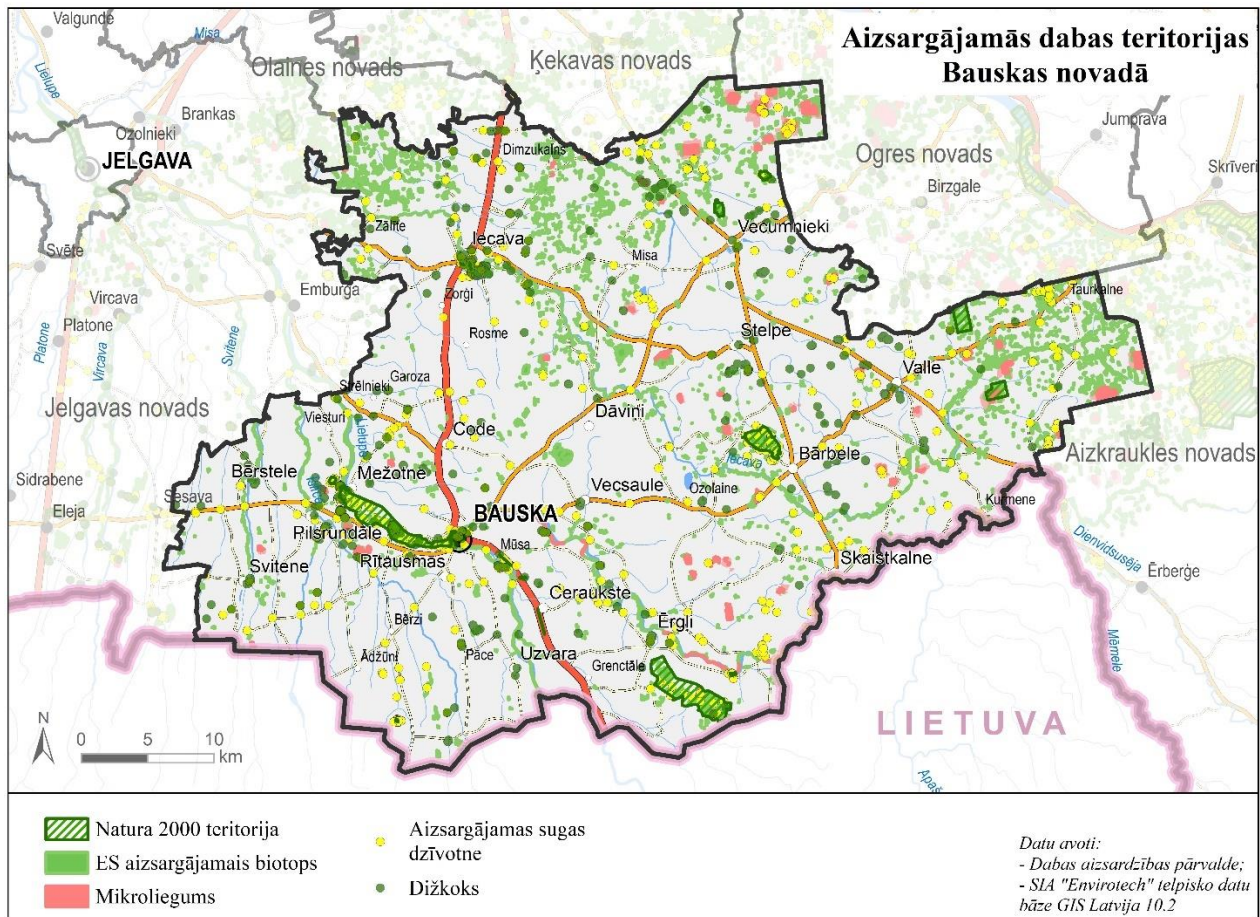 Aizsargājamās dabas teritorijas
Bauskas novadā
Valgunde
Misa
Olaines novads
Ķekavas novads
Lielupe
Brankas
Ozolnieki
JELGAVA
Dimzukalns
Jumprava
Ogres novads
Birzgale
Skrīveri
Svēte
Zālīte
Iecava
Vecumnieki
Misa
Emburga
Vircava
Zorģi
Taurkalne
Platone
Rosme
Stelpe
Platone
Vircava
Svitene
Valle
Garoza
Strēlnieki
Jelgavas novads
Viesturi
Lielupe
Dāviņi
Code
Bērstele
Mežotne
Iecava
Bārbele
Aizkraukles novads
Sidrabene
Sesava
Vecsaule
Ozolaine
Kurmene
Eleja
BAUSKA
Pilsrundāle
Mūsa
Rītausmas
Skaistkalne
Dienvidsusēja
Svitene
Ceraukste
Ērberģe
Bērzi
Ērgļi
Mēmele
Ādžūni
Pāce
Uzvara
Grenctāle
LIETUVA
N
0 5 10
km
Natura 2000 teritorija
ES aizsargājamais biotops
Mikroliegums
Aizsargājamas sugas
dzīvotne
Dižkoks
Datu avoti:
- Dabas aizsardzības pārvalde;
- SIA "Envirotech" telpisko datu
bāze GIS Latvija 10.2